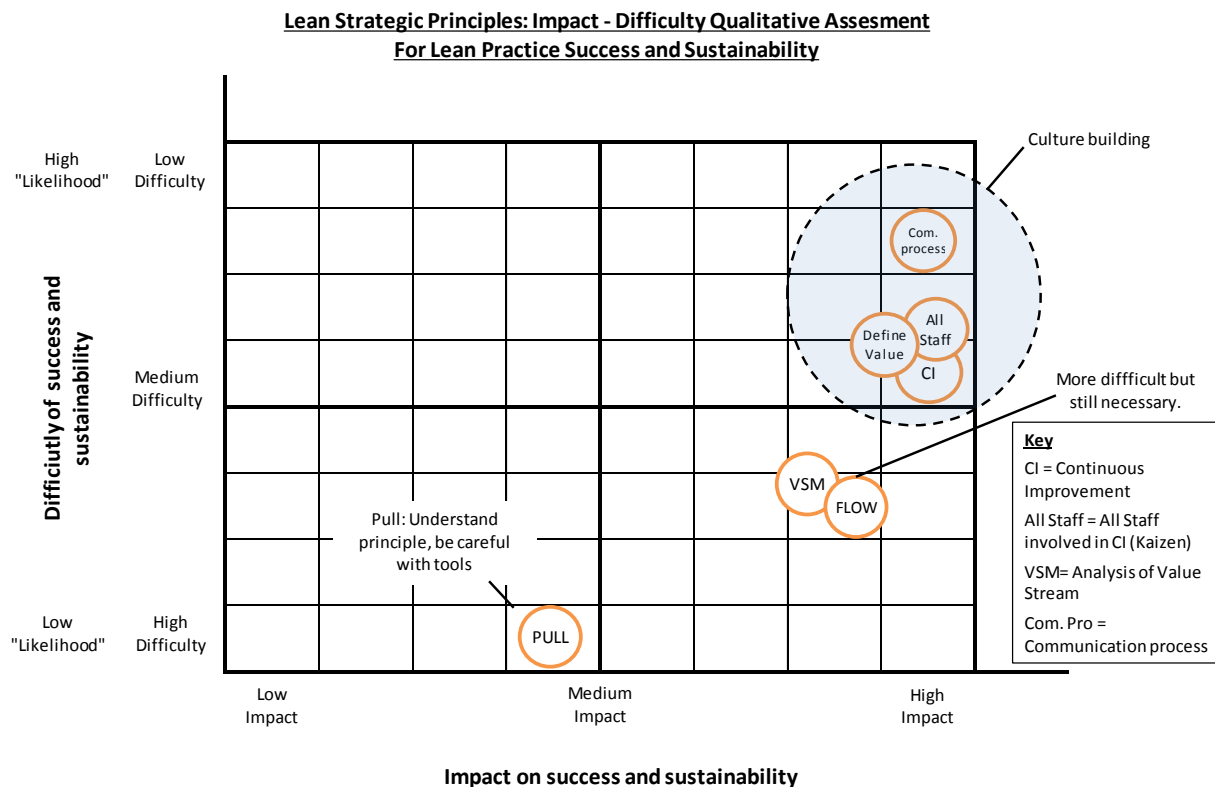 Lean Strategic Principles: Impact - Difficulty Qualitative Assesment
For Lean Practice Success and Sustainability
High
"Likelihood"
Low
Difficulty
Culture building
Com.
process
Difficiutly of success and
sustainability
All
Staff
Define
Value
CI
Medium
Difficulty
More diffficult but
still necessary.
VSM
FLOW
Key
CI = Continuous
Improvement
All Staff = All Staff
involved in CI (Kaizen)
VSM= Analysis of Value
Stream
Com. Pro =
Communication process
Pull: Understand
principle, be careful
with tools
PULL
Low
"Likelihood"
High
Difficulty
Low
Impact
Medium
Impact
High
Impact
Impact on success and sustainability